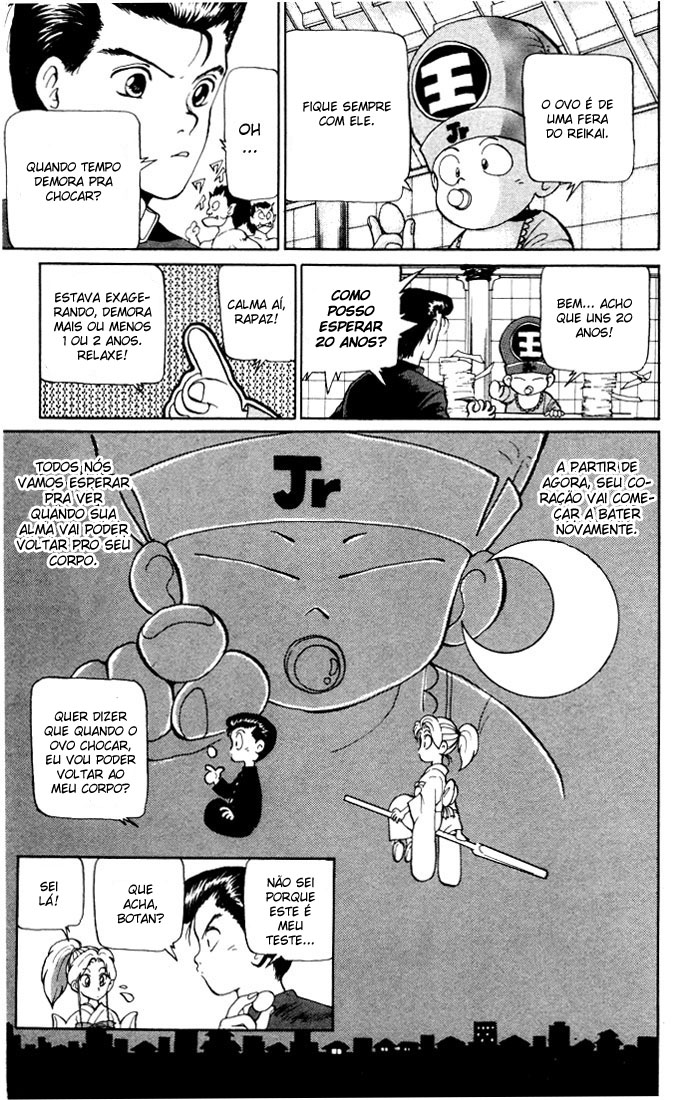 O OVO É DE
UMA FERA
DO REIKAI.
王
Jr
FIQUE SEMPRE
COM ELE.
OH
...
QUANDO TEMPO
DEMORA PRA
CHOCAR?
BEM... ACHO
QUE UNS 20
ANOS!
王
Jr
COMO
POSSO
ESPERAR
20 ANOS?
CALMA AÍ,
RAPAZ!
ESTAVA EXAGE-
RANDO, DEMORA
MAIS OU MENOS
1 OU 2 ANOS.
RELAXE!
A PARTIR DE
AGORA, SEU CO-
RAÇÃO VAI COME-
ÇAR A BATER
NOVAMENTE.
Jr
TODOS NÓS
VAMOS ESPERAR
PRA VER
QUANDO SUA
ALMA VAI PODER
VOLTAR PRO SEU
CORPO.
QUER DIZER
QUE QUANDO O
OVO CHOCAR,
EU VOU PODER
VOLTAR AO
MEU CORPO?
NÃO SEI
PORQUE
ESTE É
MEU
TESTE...
QUE
ACHA,
BOTAN?
SEI
LÁ!